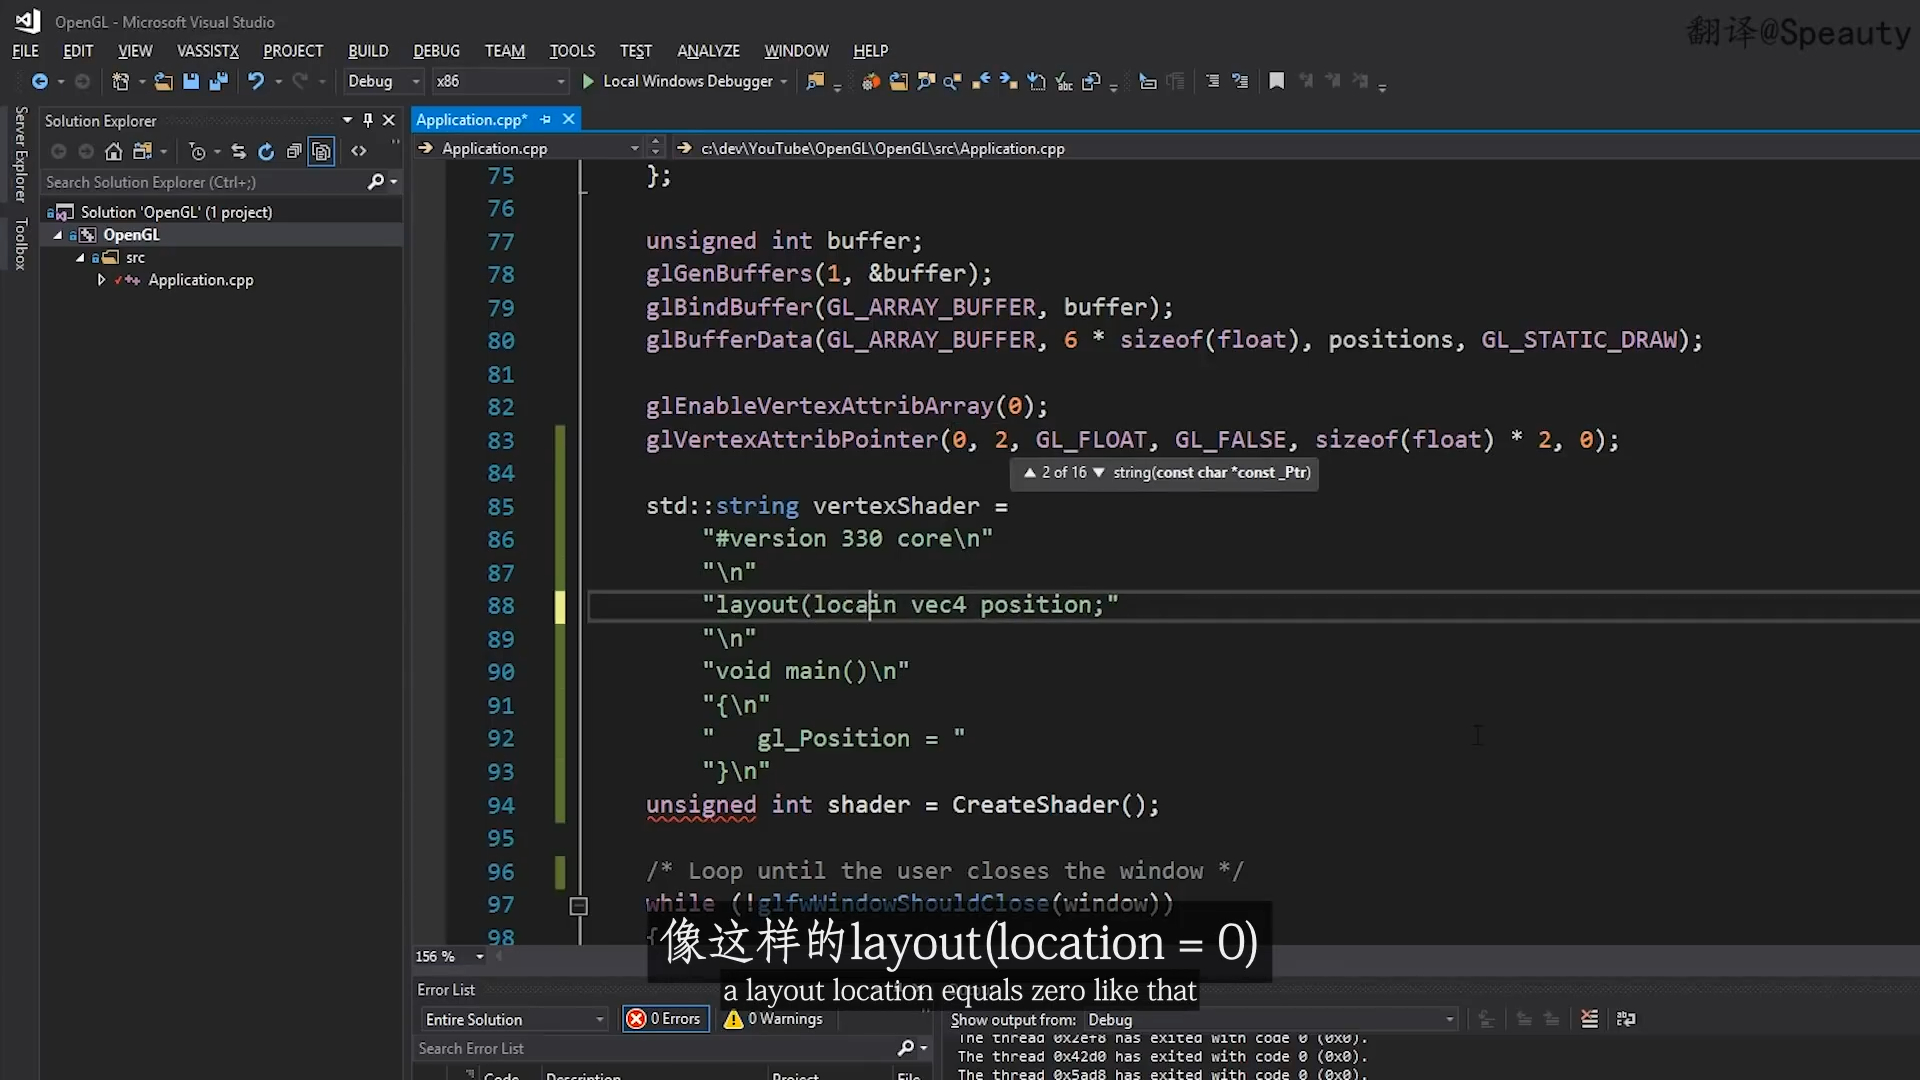 OpenGL - Microsoft Visual Studio
翻译@Speauty
FILE EDIT VIEW VASSISTX PROJECT BUILD DEBUG TEAM TOOLS TEST ANALYZE WINDOW HELP
Debug x86 Local Windows Debugger
Server Explorer
Toolbox
Solution Explorer
Search Solution Explorer (Ctrl+;)
Solution 'OpenGL' (1 project)
OpenGL
src
Application.cpp
Application.cpp*
Application.cpp c:\dev\YouTube\OpenGL\OpenGL\src\Application.cpp
75 };
76
77 unsigned int buffer;
78 glGenBuffers(1, &buffer);
79 glBindBuffer(GL_ARRAY_BUFFER, buffer);
80 glBufferData(GL_ARRAY_BUFFER, 6 * sizeof(float), positions, GL_STATIC_DRAW);
81
82 glEnableVertexAttribArray(0);
83 glVertexAttribPointer(0, 2, GL_FLOAT, GL_FALSE, sizeof(float) * 2, 0);
84
▲ 2 of 16 ▼ string(const char *const _Ptr)
85 std::string vertexShader =
86 "#version 330 core\n"
87 "\n"
88 "layout(locain vec4 position;"
89 "\n"
90 "void main()\n"
91 "{\n"
92 "   gl_Position = "
93 "}\n"
94 unsigned int shader = CreateShader();
95
96 /* Loop until the user closes the window */
97 while (!glfwWindowShouldClose(window))
98 {
像这样的layout(location = 0)
a layout location equals zero like that
156 %
Error List
Entire Solution 0 Errors 0 Warnings
Search Error List
Code Description Project File
Show output from: Debug
The thread 0x2ef8 has exited with code 0 (0x0).
The thread 0x42d0 has exited with code 0 (0x0).
The thread 0x5ad8 has exited with code 0 (0x0).